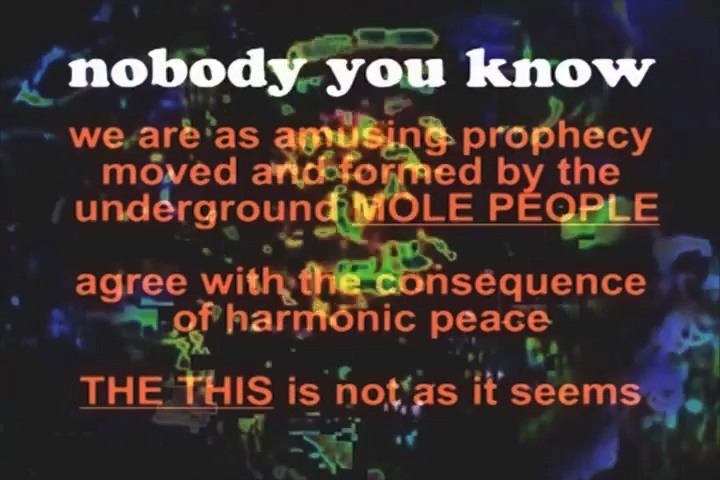 nobody you know
we are as amusing prophecy
moved and formed by the
underground MOLE PEOPLE
agree with the consequence
of harmonic peace
THE THIS is not as it seems